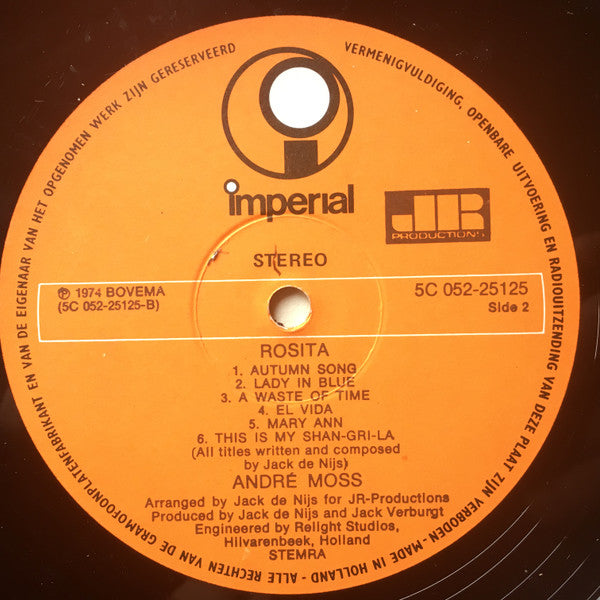 ALLE RECHTEN VAN DE GRAMOFOONPLATENFABRIKANT EN VAN DE EIGENAAR VAN HET OPGENOMEN WERK ZIJN GERESERVEERD
VERMENIGVULDIGING, OPENBARE UITVOERING EN RADIOUITZENDING VAN DEZE PLAAT ZIJN VERBODEN-MADE IN HOLLAND-
imperial
JR
PRODUCTIONS
STEREO
℗ 1974 BOVEMA
(5C 052-25125-B)
5C 052-25125
Side 2
ROSITA
1. AUTUMN SONG
2. LADY IN BLUE
3. A WASTE OF TIME
4. EL VIDA
5. MARY ANN
6. THIS IS MY SHAN-GRI-LA
(All titles written and composed
by Jack de Nijs)
ANDRÉ MOSS
Arranged by Jack de Nijs for JR-Productions
Produced by Jack de Nijs and Jack Verburgt
Engineered by Relight Studios,
Hilvarenbeek, Holland
STEMRA